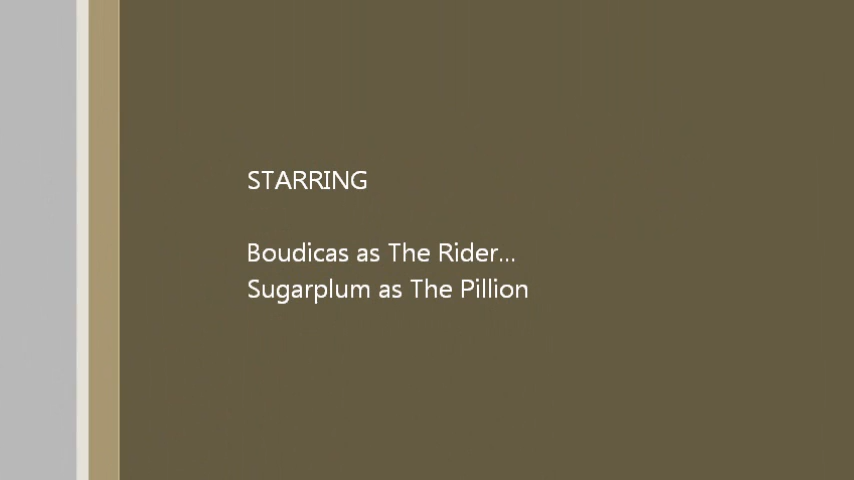 STARRING
Boudicas as The Rider...
Sugarplum as The Pillion